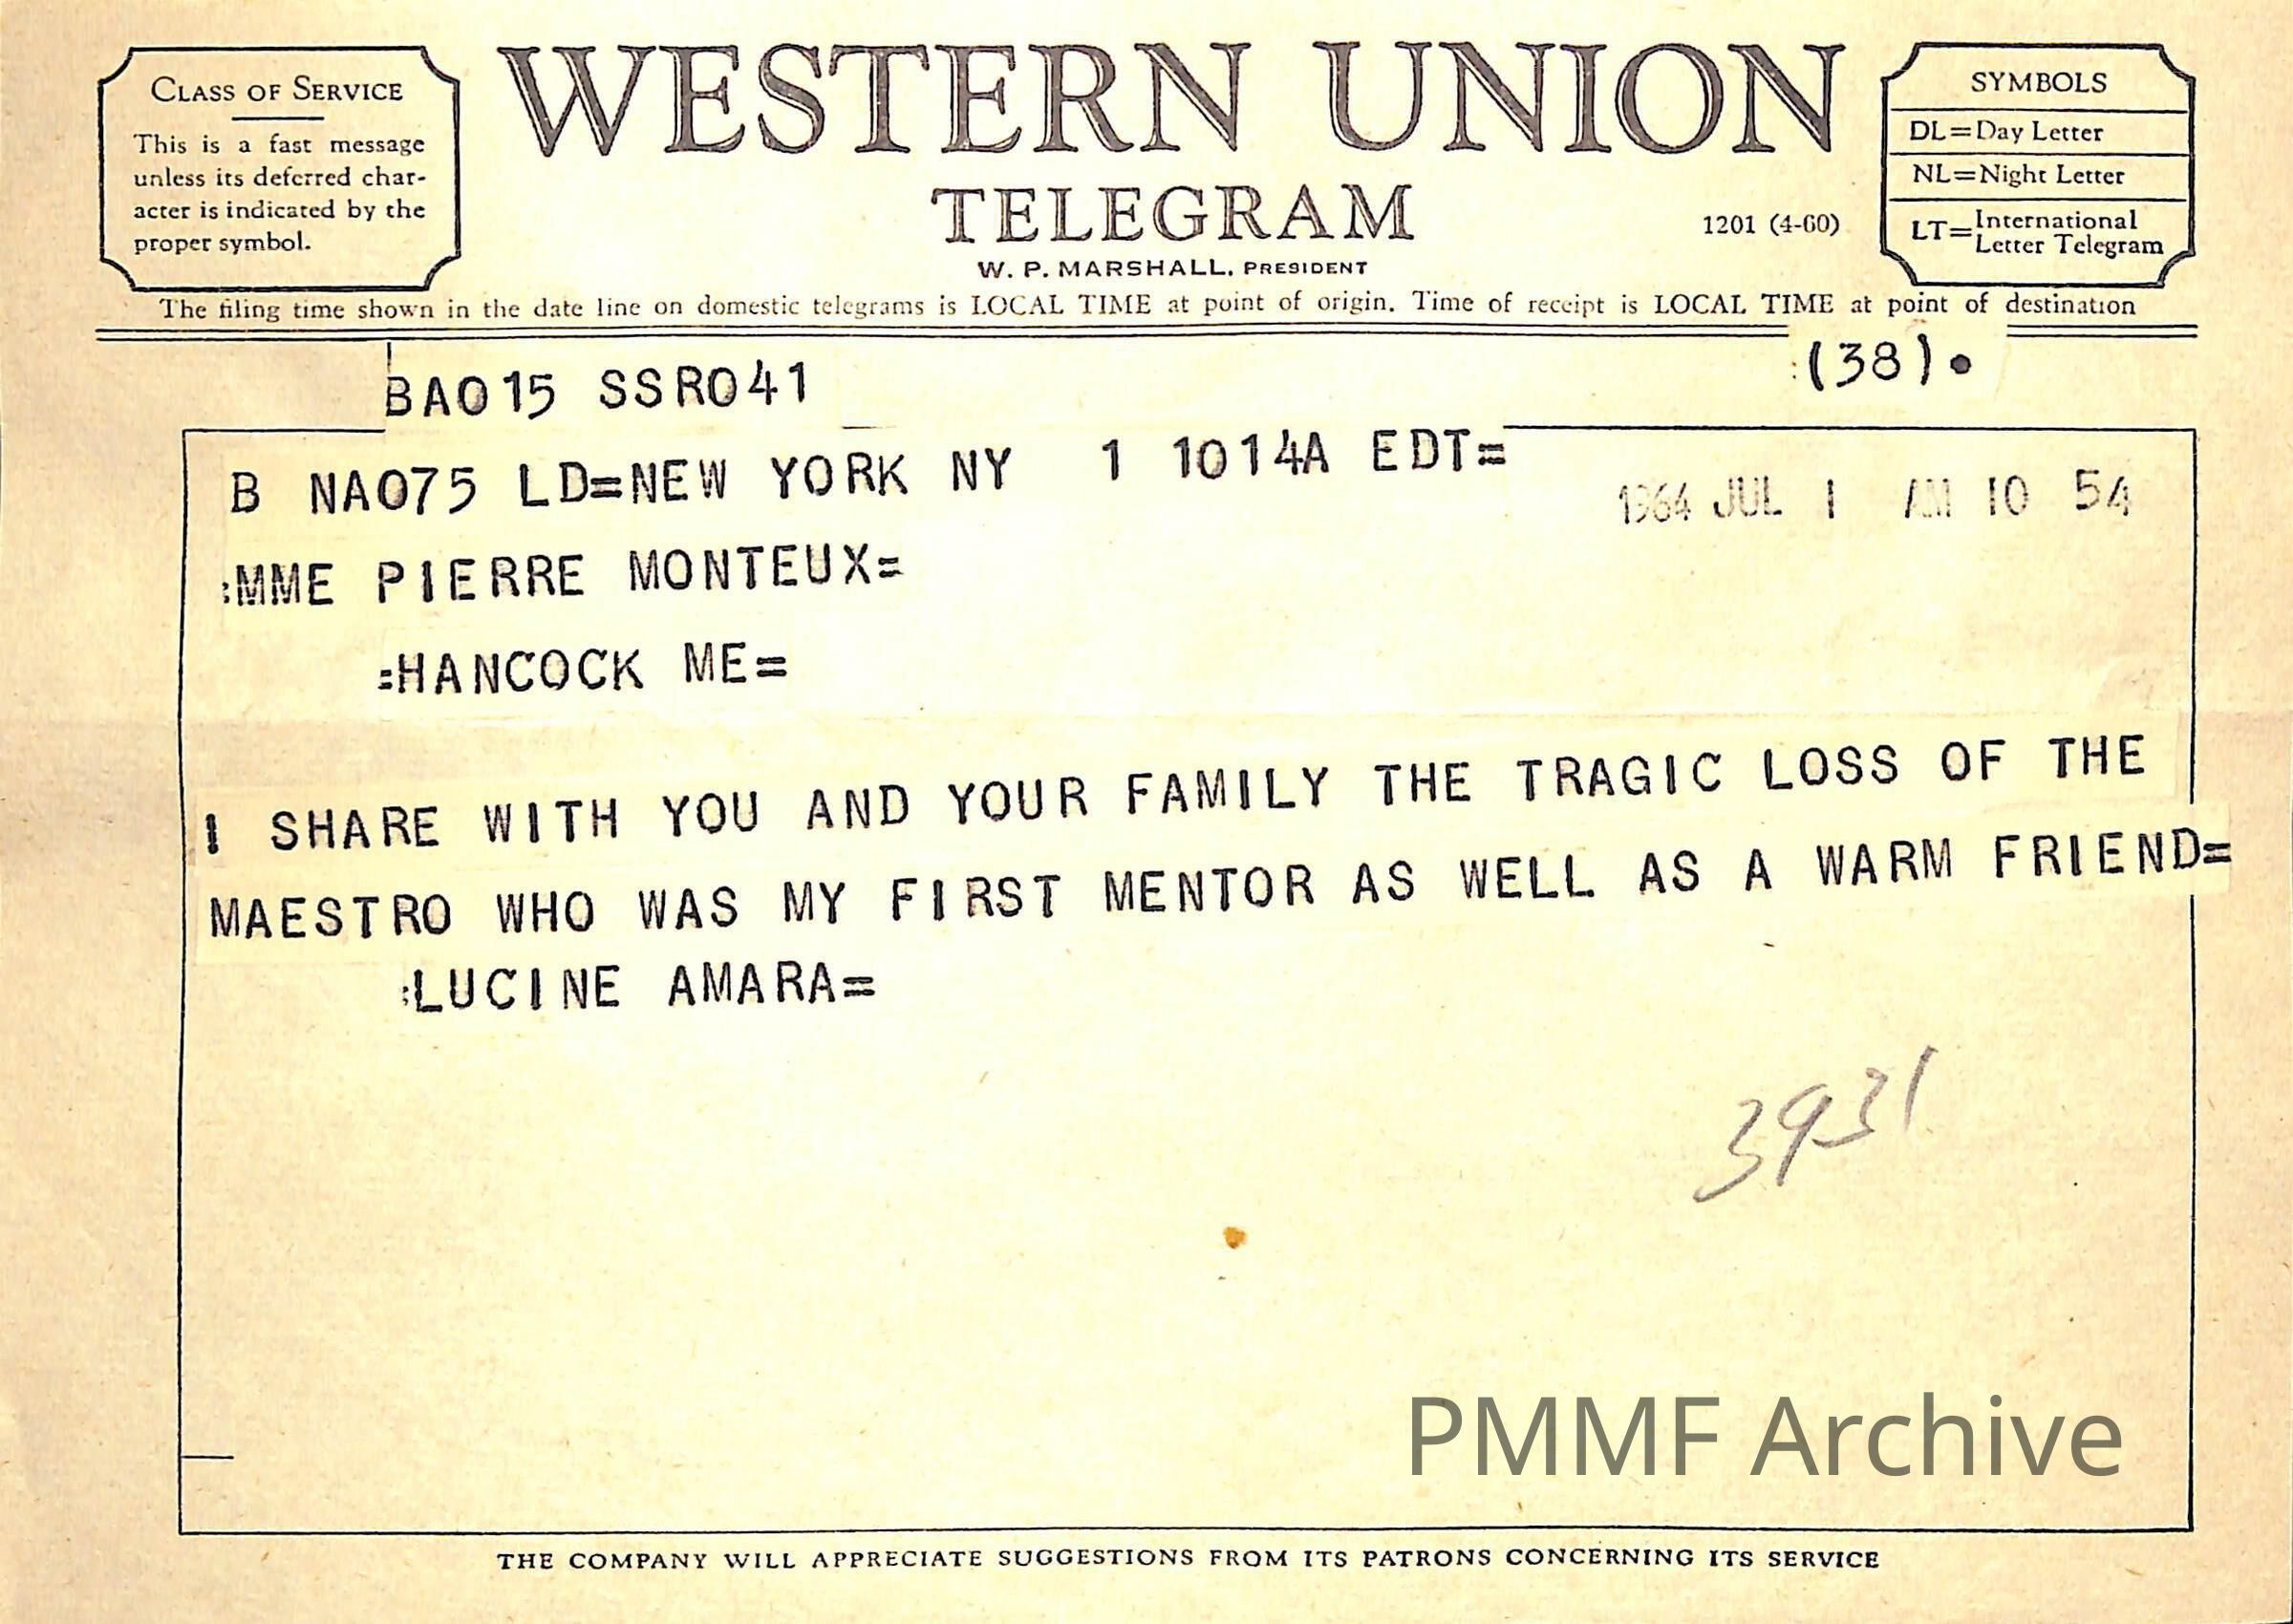 CLASS OF SERVICE
This is a fast message
unless its deferred char-
acter is indicated by the
proper symbol.
WESTERN UNION
TELEGRAM
W. P. MARSHALL, PRESIDENT
1201 (4-60)
SYMBOLS
DL=Day Letter
NL=Night Letter
LT=International
Letter Telegram
The filing time shown in the date line on domestic telegrams is LOCAL TIME at point of origin. Time of receipt is LOCAL TIME at point of destination
:(38).
BA015 SSR041
B NA075 LD=NEW YORK NY 1 1014A EDT=
1964 JUL 1 AM 10 54
:MME PIERRE MONTEUX=
:HANCOCK ME=
I SHARE WITH YOU AND YOUR FAMILY THE TRAGIC LOSS OF THE
MAESTRO WHO WAS MY FIRST MENTOR AS WELL AS A WARM FRIEND=
:LUCINE AMARA=
3931
PMMF Archive
THE COMPANY WILL APPRECIATE SUGGESTIONS FROM ITS PATRONS CONCERNING ITS SERVICE